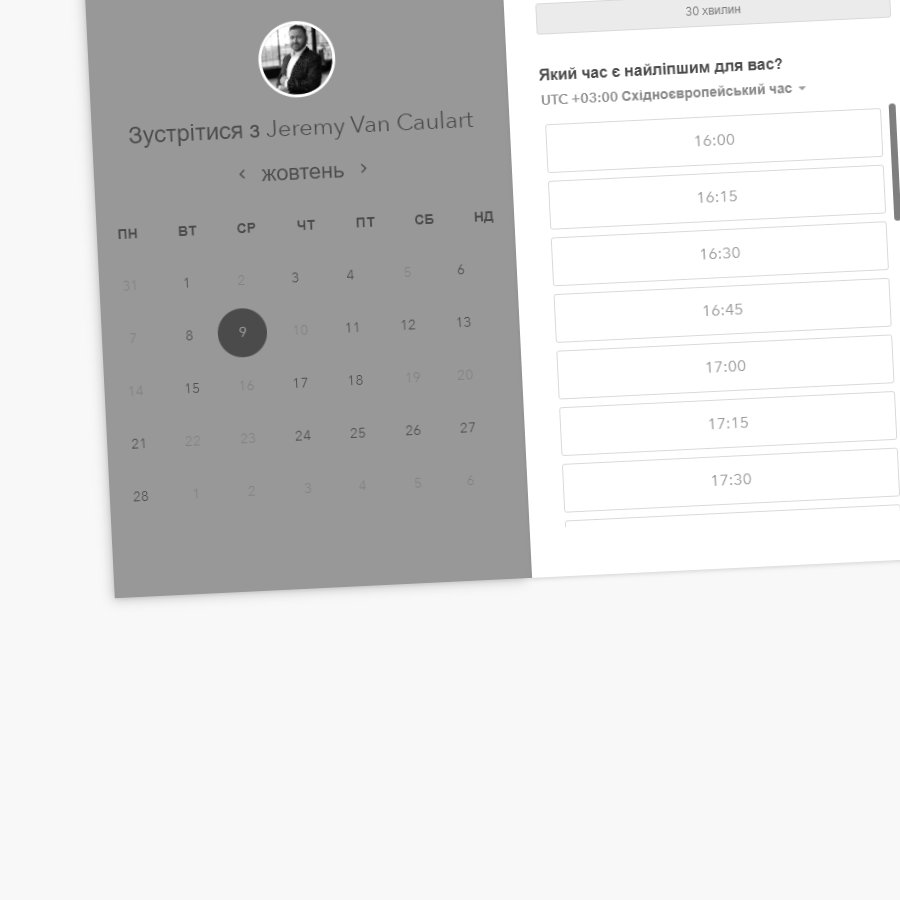 Зустрітися з Jeremy Van Caulart
‹ жовтень ›
ПН ВТ СР ЧТ ПТ СБ НД
31 1 2 3 4 5 6
7 8 9 10 11 12 13
14 15 16 17 18 19 20
21 22 23 24 25 26 27
28 1 2 3 4 5 6
30 хвилин
Який час є найліпшим для вас?
UTC +03:00 Східноєвропейський час
16:00
16:15
16:30
16:45
17:00
17:15
17:30